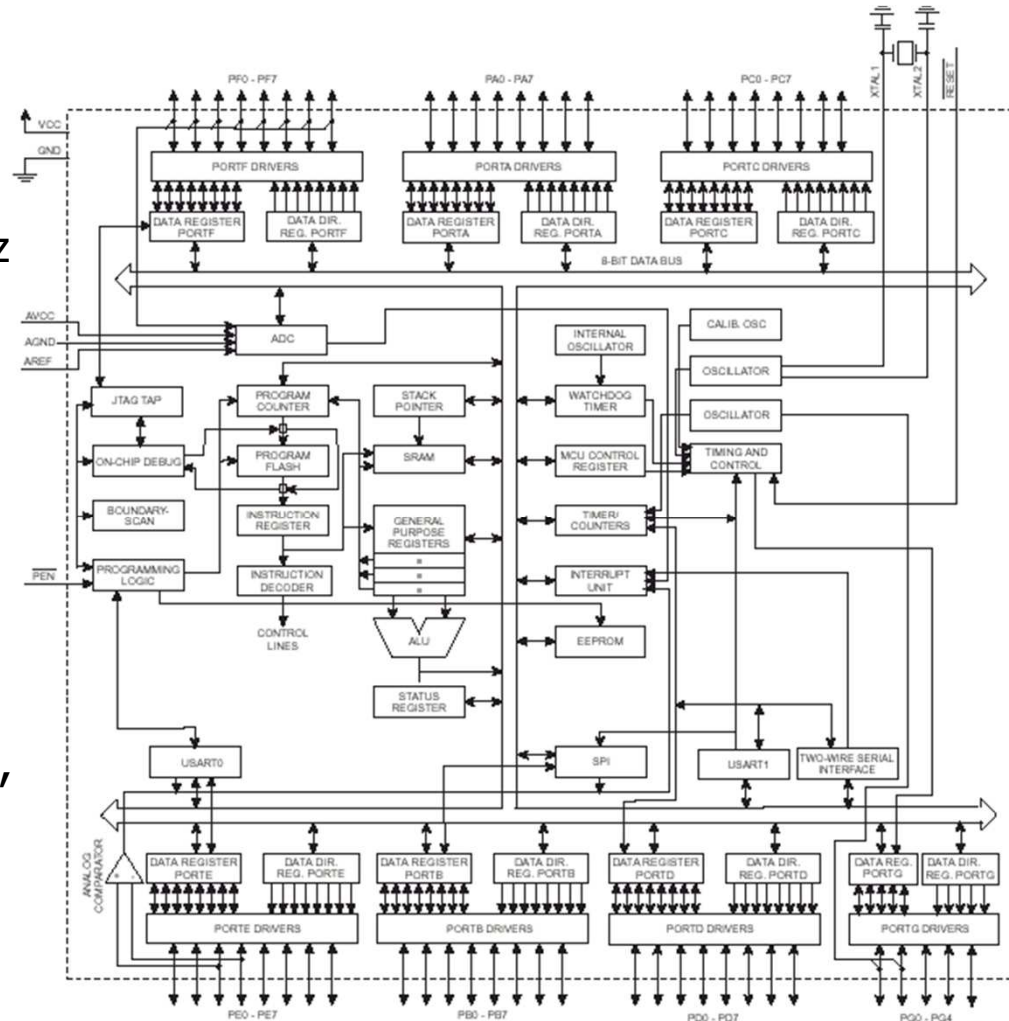 XTAL1
XTAL2
RESET
PF0 - PF7
PA0 - PA7
PC0 - PC7
VCC
GND
PORTF DRIVERS
PORTA DRIVERS
PORTC DRIVERS
DATA REGISTER
PORTF
DATA DIR.
REG. PORTF
DATA REGISTER
PORTA
DATA DIR.
REG. PORTA
DATA REGISTER
PORTC
DATA DIR.
REG. PORTC
z
8-BIT DATA BUS
AVCC
AGND
AREF
ADC
INTERNAL
OSCILLATOR
CALIB. OSC
OSCILLATOR
JTAG TAP
PROGRAM
COUNTER
STACK
POINTER
WATCHDOG
TIMER
OSCILLATOR
ON-CHIP DEBUG
PROGRAM
FLASH
SRAM
MCU CONTROL
REGISTER
TIMING AND
CONTROL
BOUNDARY-
SCAN
INSTRUCTION
REGISTER
GENERAL
PURPOSE
REGISTERS
TIMER/
COUNTERS
PEN
PROGRAMMING
LOGIC
INSTRUCTION
DECODER
INTERRUPT
UNIT
CONTROL
LINES
ALU
EEPROM
STATUS
REGISTER
USART0
SPI
USART1
TWO-WIRE SERIAL
INTERFACE
,
ANALOG
COMPARATOR
DATA REGISTER
PORTE
DATA DIR.
REG. PORTE
DATA REGISTER
PORTB
DATA DIR.
REG. PORTB
DATA REGISTER
PORTD
DATA DIR.
REG. PORTD
DATA REG.
PORTG
DATA DIR.
REG. PORTG
PORTE DRIVERS
PORTB DRIVERS
PORTD DRIVERS
PORTG DRIVERS
PE0 - PE7
PB0 - PB7
PD0 - PD7
PG0 - PG4